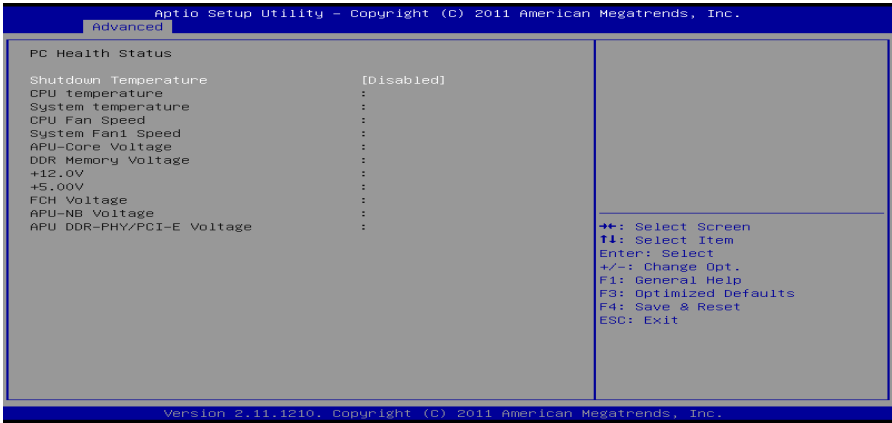 Aptio Setup Utility – Copyright (C) 2011 American Megatrends, Inc.
Advanced
PC Health Status
Shutdown Temperature [Disabled]
CPU temperature :
System temperature :
CPU Fan Speed :
System Fan1 Speed :
APU-Core Voltage :
DDR Memory Voltage :
+12.0V :
+5.00V :
FCH Voltage :
APU-NB Voltage :
APU DDR-PHY/PCI-E Voltage :
→←: Select Screen
↑↓: Select Item
Enter: Select
+/-: Change Opt.
F1: General Help
F3: Optimized Defaults
F4: Save & Reset
ESC: Exit
Version 2.11.1210. Copyright (C) 2011 American Megatrends, Inc.